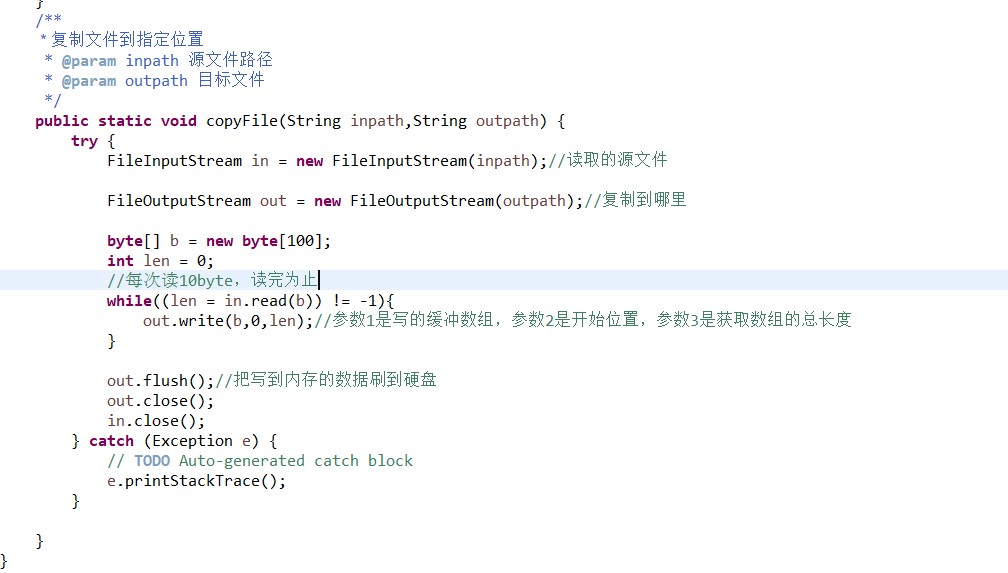 }
/**
 * 复制文件到指定位置
 * @param inpath 源文件路径
 * @param outpath 目标文件
 */
public static void copyFile(String inpath,String outpath) {
try {
FileInputStream in = new FileInputStream(inpath);//读取的源文件
FileOutputStream out = new FileOutputStream(outpath);//复制到哪里
byte[] b = new byte[100];
int len = 0;
//每次读10byte，读完为止
while((len = in.read(b)) != -1){
out.write(b,0,len);//参数1是写的缓冲数组，参数2是开始位置，参数3是获取数组的总长度
}
out.flush();//把写到内存的数据刷到硬盘
out.close();
in.close();
} catch (Exception e) {
// TODO Auto-generated catch block
e.printStackTrace();
}
}
}